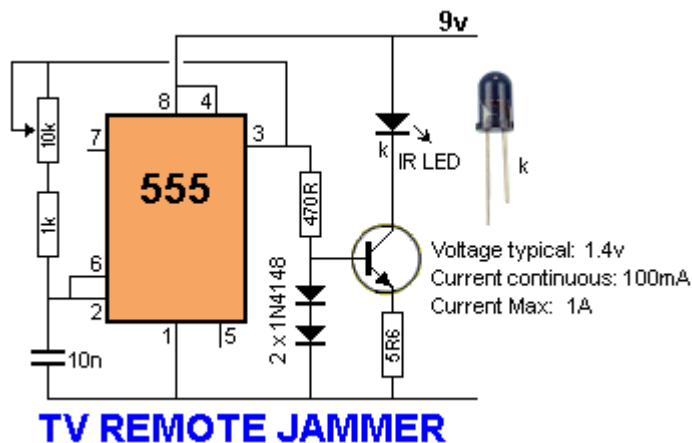 9v
8
4
3
7
10k
555
470R
k
IR LED
k
1k
Voltage typical: 1.4v
Current continuous: 100mA
Current Max: 1A
6
2
2 x 1N4148
1
5
5R6
10n
TV REMOTE JAMMER